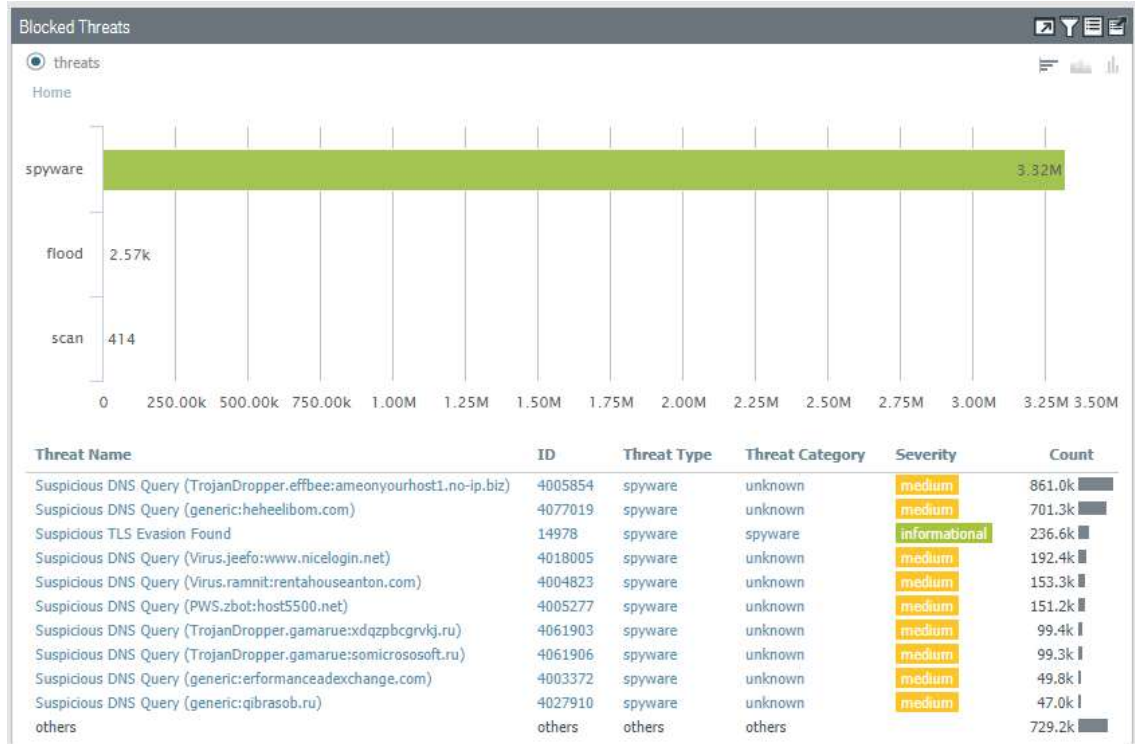 Blocked Threats
threats
Home
spyware 3.32M
flood 2.57k
scan 414
0 250.00k 500.00k 750.00k 1.00M 1.25M 1.50M 1.75M 2.00M 2.25M 2.50M 2.75M 3.00M 3.25M 3.50M
Threat Name ID Threat Type Threat Category Severity Count
Suspicious DNS Query (TrojanDropper.effbee:ameonyourhost1.no-ip.biz) 4005854 spyware unknown medium 861.0k
Suspicious DNS Query (generic:heheelibom.com) 4077019 spyware unknown medium 701.3k
Suspicious TLS Evasion Found 14978 spyware spyware informational 236.6k
Suspicious DNS Query (Virus.jeefo:www.nicelogin.net) 4018005 spyware unknown medium 192.4k
Suspicious DNS Query (Virus.ramnit:rentahouseanton.com) 4004823 spyware unknown medium 153.3k
Suspicious DNS Query (PWS.zbot:host5500.net) 4005277 spyware unknown medium 151.2k
Suspicious DNS Query (TrojanDropper.gamarue:xdqzpbcgrvkj.ru) 4061903 spyware unknown medium 99.4k
Suspicious DNS Query (TrojanDropper.gamarue:somicrososoft.ru) 4061906 spyware unknown medium 99.3k
Suspicious DNS Query (generic:erformanceadexchange.com) 4003372 spyware unknown medium 49.8k
Suspicious DNS Query (generic:qibrasob.ru) 4027910 spyware unknown medium 47.0k
others others others others 729.2k